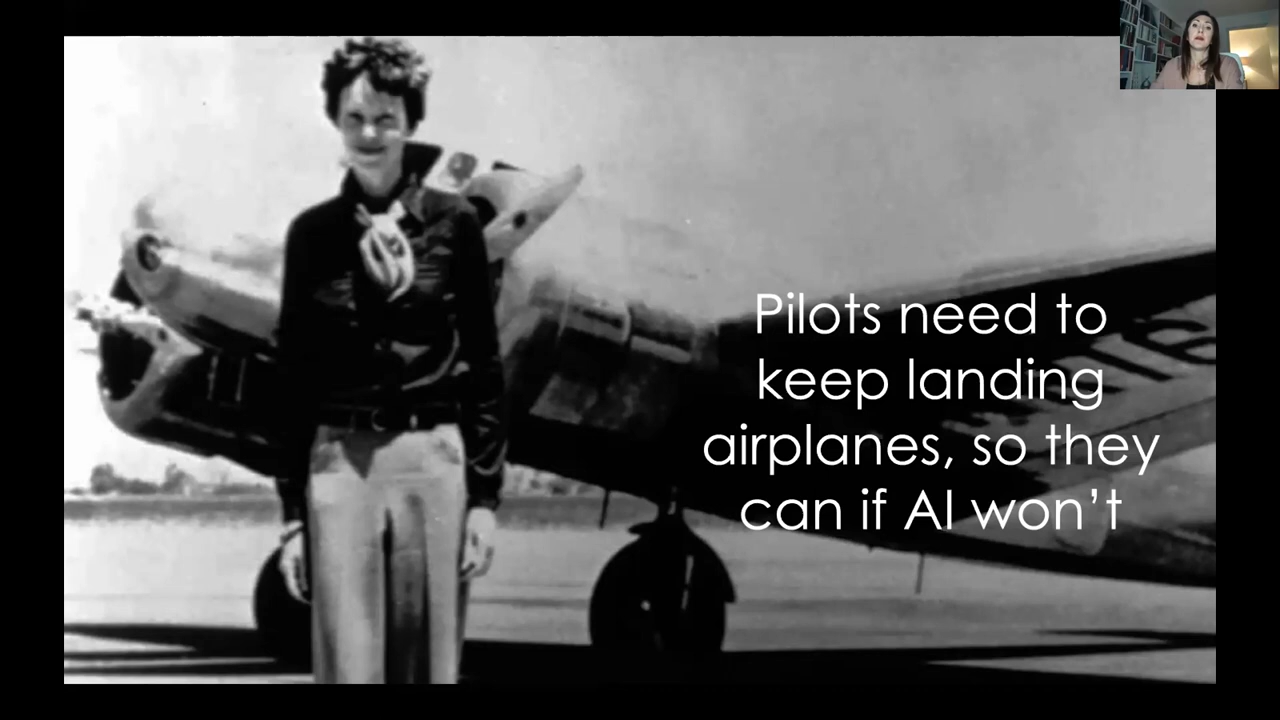 Pilots need to
keep landing
airplanes, so they
can if AI won’t